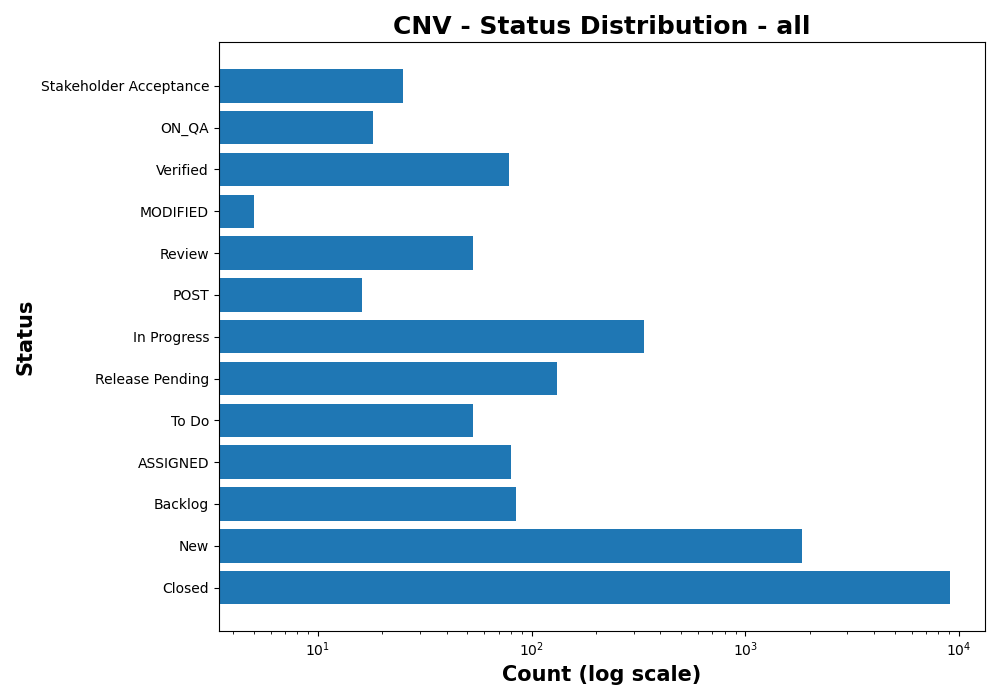 CNV - Status Distribution - all
Status
Stakeholder Acceptance
ON_QA
Verified
MODIFIED
Review
POST
In Progress
Release Pending
To Do
ASSIGNED
Backlog
New
Closed
10¹ 10² 10³ 10⁴
Count (log scale)